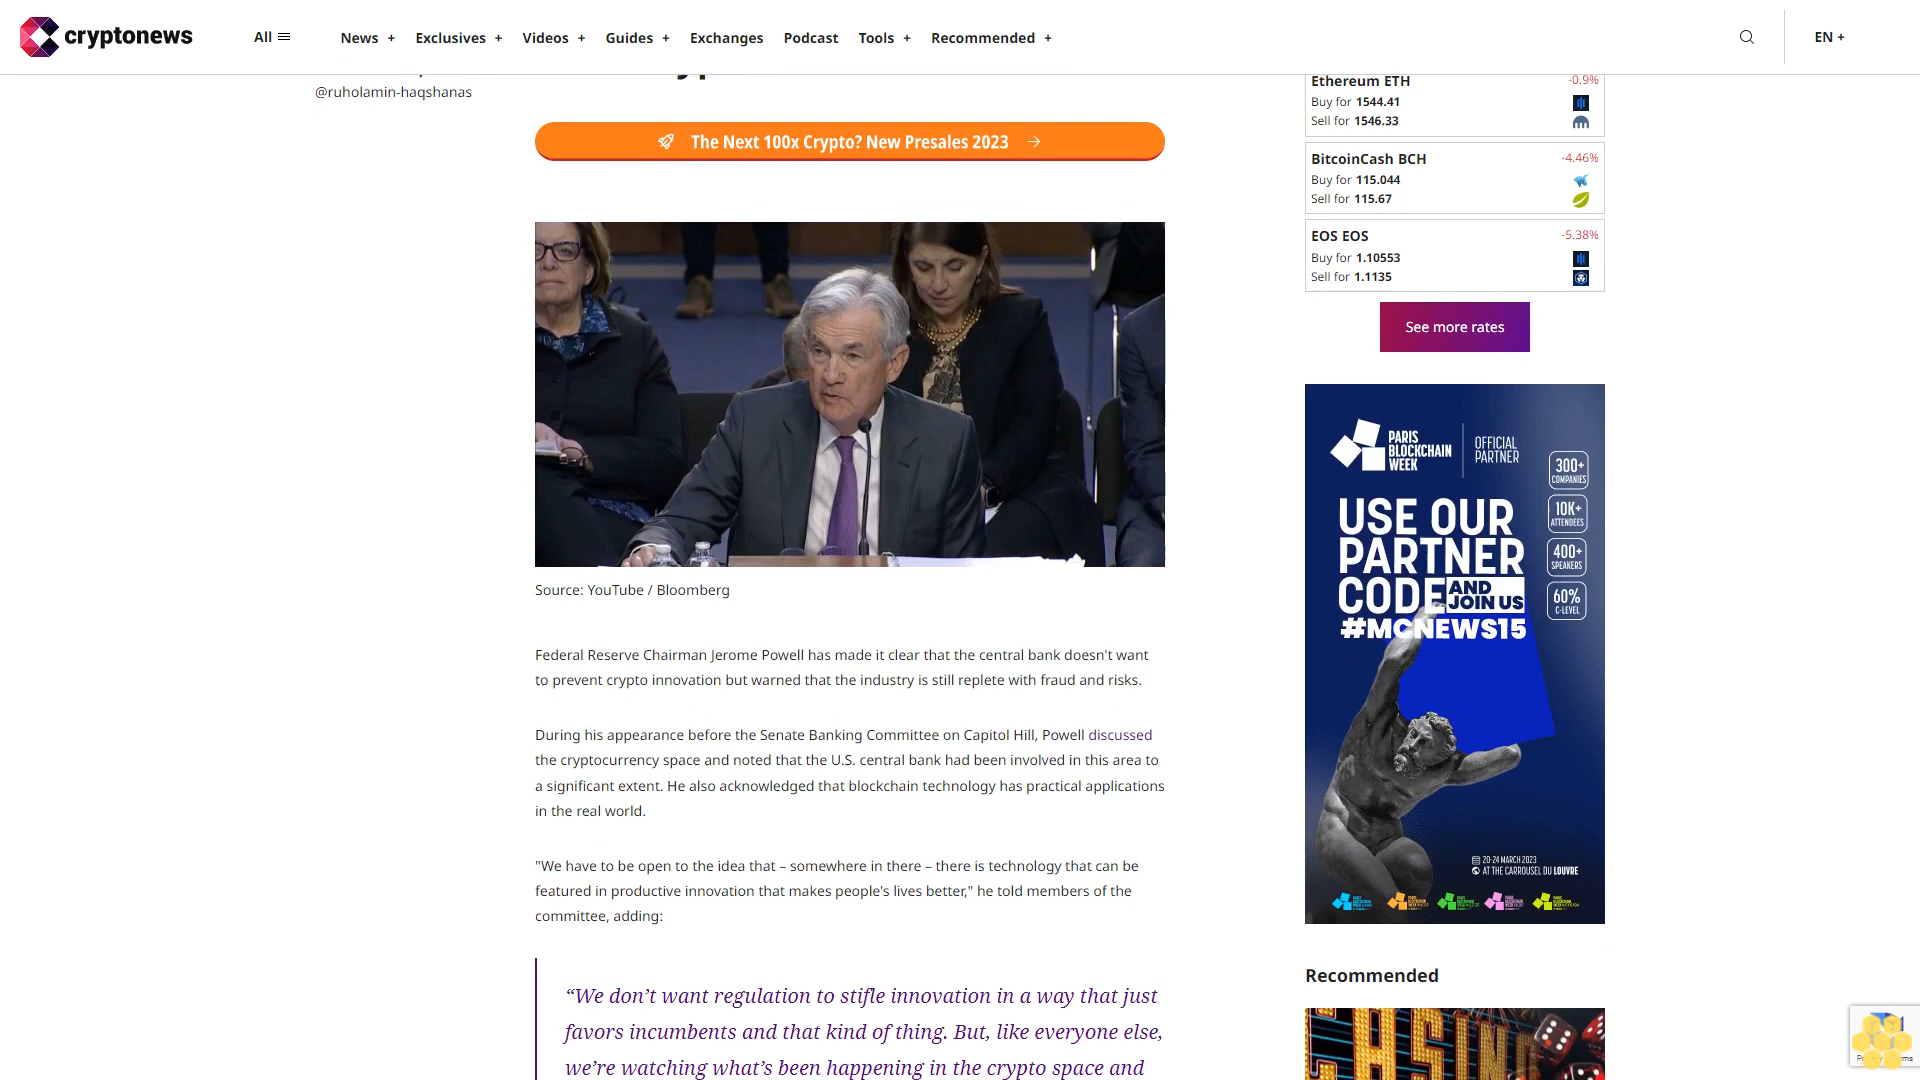 cryptonews
All
News +
Exclusives +
Videos +
Guides +
Exchanges
Podcast
Tools +
Recommended +
EN +
@ruholamin-haqshanas
The Next 100x Crypto? New Presales 2023
Source: YouTube / Bloomberg
Federal Reserve Chairman Jerome Powell has made it clear that the central bank doesn't want
to prevent crypto innovation but warned that the industry is still replete with fraud and risks.
During his appearance before the Senate Banking Committee on Capitol Hill, Powell discussed
the cryptocurrency space and noted that the U.S. central bank had been involved in this area to
a significant extent. He also acknowledged that blockchain technology has practical applications
in the real world.
"We have to be open to the idea that – somewhere in there – there is technology that can be
featured in productive innovation that makes people's lives better," he told members of the
committee, adding:
“We don’t want regulation to stifle innovation in a way that just
favors incumbents and that kind of thing. But, like everyone else,
we’re watching what’s been happening in the crypto space and
Ethereum ETH
-0.9%
Buy for 1544.41
Sell for 1546.33
BitcoinCash BCH
-4.46%
Buy for 115.044
Sell for 115.67
EOS EOS
-5.38%
Buy for 1.10553
Sell for 1.1135
See more rates
PARIS
BLOCKCHAIN
WEEK
OFFICIAL
PARTNER
300+
COMPANIES
10K+
ATTENDEES
400+
SPEAKERS
60%
C-LEVEL
USE OUR
PARTNER
CODE AND
JOIN US
#MCNEWS15
20-24 MARCH 2023
AT THE CARROUSEL DU LOUVRE
Recommended
CASINO